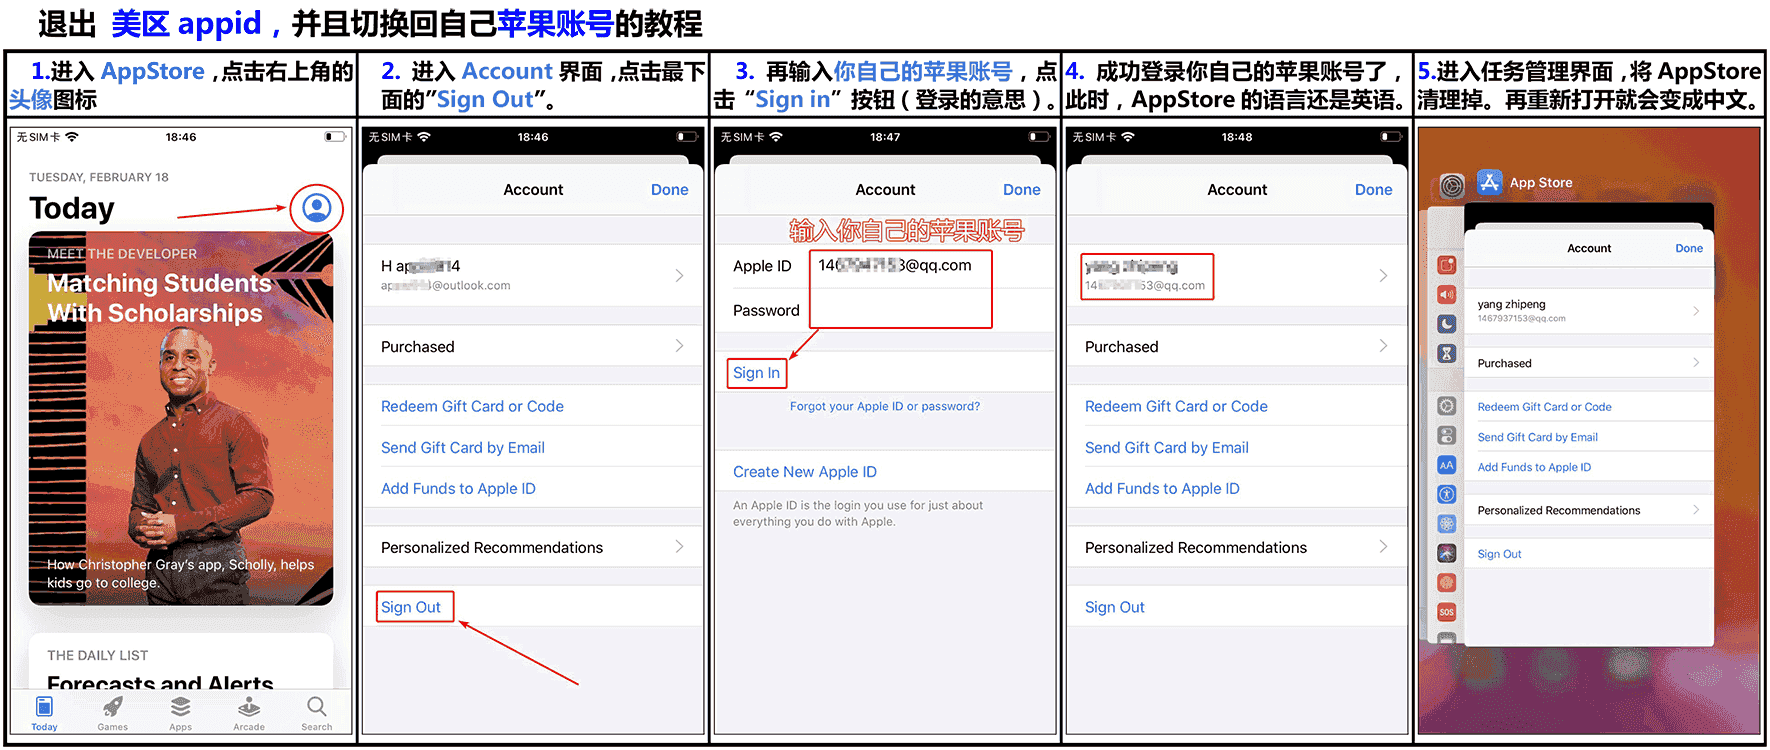 退出 美区 appid，并且切换回自己苹果账号的教程
1.进入 AppStore，点击右上角的
头像图标
2. 进入 Account 界面，点击最下
面的”Sign Out”。
3. 再输入你自己的苹果账号，点
击“Sign in”按钮（登录的意思）。
4. 成功登录你自己的苹果账号了，
此时，AppStore 的语言还是英语。
5.进入任务管理界面，将 AppStore
清理掉。再重新打开就会变成中文。
无SIM卡
18:46
TUESDAY, FEBRUARY 18
Today
MEET THE DEVELOPER
Matching Students
With Scholarships
How Christopher Gray's app, Scholly, helps
kids go to college.
THE DAILY LIST
Forecasts and Alerts
Today
Games
Apps
Arcade
Search
无SIM卡
18:46
Account
Done
@outlook.com
Purchased
Redeem Gift Card or Code
Send Gift Card by Email
Add Funds to Apple ID
Personalized Recommendations
Sign Out
无SIM卡
18:47
Account
Done
输入你自己的苹果账号
Apple ID
@qq.com
Password
Sign In
Forgot your Apple ID or password?
Create New Apple ID
An Apple ID is the login you use for just about
everything you do with Apple.
无SIM卡
18:48
Account
Done
@qq.com
Purchased
Redeem Gift Card or Code
Send Gift Card by Email
Add Funds to Apple ID
Personalized Recommendations
Sign Out
App Store
Account
Done
yang zhipeng
1467937153@qq.com
Purchased
Redeem Gift Card or Code
Send Gift Card by Email
Add Funds to Apple ID
Personalized Recommendations
Sign Out
AA
SOS